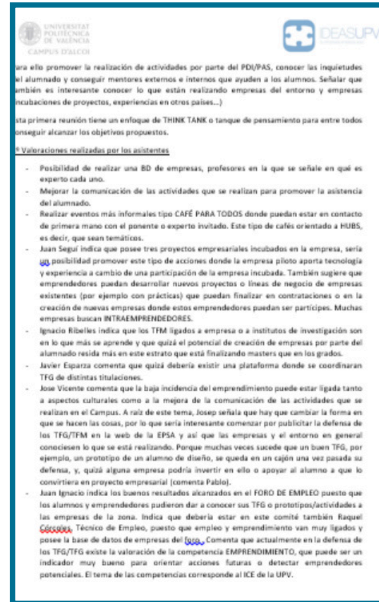 UNIVERSITAT
POLITÈCNICA
DE VALÈNCIA
CAMPUS D'ALCOI
IDEASUPV
ara ello promover la realización de actividades por parte del PDI/PAS, conocer las inquietudes
el alumnado y conseguir mentores externos e internos que ayuden a los alumnos. Señalar que
ambién es interesante conocer lo que están realizando empresas del entorno y empresas
incubaciones de proyectos, experiencias en otros países...)
sta primera reunión tiene un enfoque de THINK TANK o tanque de pensamiento para entre todos
onseguir alcanzar los objetivos propuestos.
º Valoraciones realizadas por los asistentes
- Posibilidad de realizar una BD de empresas, profesores en la que se señale en qué es
experto cada uno.
- Mejorar la comunicación de las actividades que se realizan para promover la asistencia
del alumnado.
- Realizar eventos más informales tipo CAFÉ PARA TODOS donde puedan estar en contacto
de primera mano con el ponente o experto invitado. Este tipo de cafés orientado a HUBS,
es decir, que sean temáticos.
- Juan Seguí indica que posee tres proyectos empresariales incubados en la empresa, sería
un posibilidad promover este tipo de acciones donde la empresa piloto aporta tecnología
y experiencia a cambio de una participación de la empresa incubada. También sugiere que
emprendedores puedan desarrollar nuevos proyectos o líneas de negocio de empresas
existentes (por ejemplo con prácticas) que puedan finalizar en contrataciones o en la
creación de nuevas empresas donde estos emprendedores puedan ser partícipes. Muchas
empresas buscan INTRAEMPRENDEDORES.
- Ignacio Ribelles indica que los TFM ligados a empresa o a institutos de investigación son
en lo que más se aprende y que quizá el potencial de creación de empresas por parte del
alumnado resida más en este estrato que está finalizando masters que en los grados.
- Javier Esparza comenta que quizá debería existir una plataforma donde se coordinaran
TFG de distintas titulaciones.
- Jose Vicente comenta que la baja incidencia del emprendimiento puede estar ligada tanto
a aspectos culturales como a la mejora de la comunicación de las actividades que se
realizan en el Campus. A raíz de este tema, Josep señala que hay que cambiar la forma en
que se hacen las cosas, por lo que sería interesante comenzar por publicitar la defensa de
los TFG/TFM en la web de la EPSA y así que las empresas y el entorno en general
conociesen lo que se está realizando. Porque muchas veces sucede que un buen TFG, por
ejemplo, un prototipo de un alumno de diseño, se queda en un cajón una vez pasada su
defensa, y, quizá alguna empresa podría invertir en ello o apoyar al alumno a que lo
convirtiera en proyecto empresarial (comenta Pablo).
- Juan Ignacio indica los buenos resultados alcanzados en el FORO DE EMPLEO puesto que
los alumnos y emprendedores pudieron dar a conocer sus TFG o prototipos/actividades a
las empresas de la zona. Indica que debería estar en este comité también Raquel
Córcoles, Técnico de Empleo, puesto que empleo y emprendimiento van muy ligados y
posee la base de datos de empresas del foro. Comenta que actualmente en la defensa de
los TFG/TFM existe la valoración de la competencia EMPRENDIMIENTO, que puede ser un
indicador muy bueno para orientar acciones futuras o detectar emprendedores
potenciales. El tema de las competencias corresponde al ICE de la UPV.